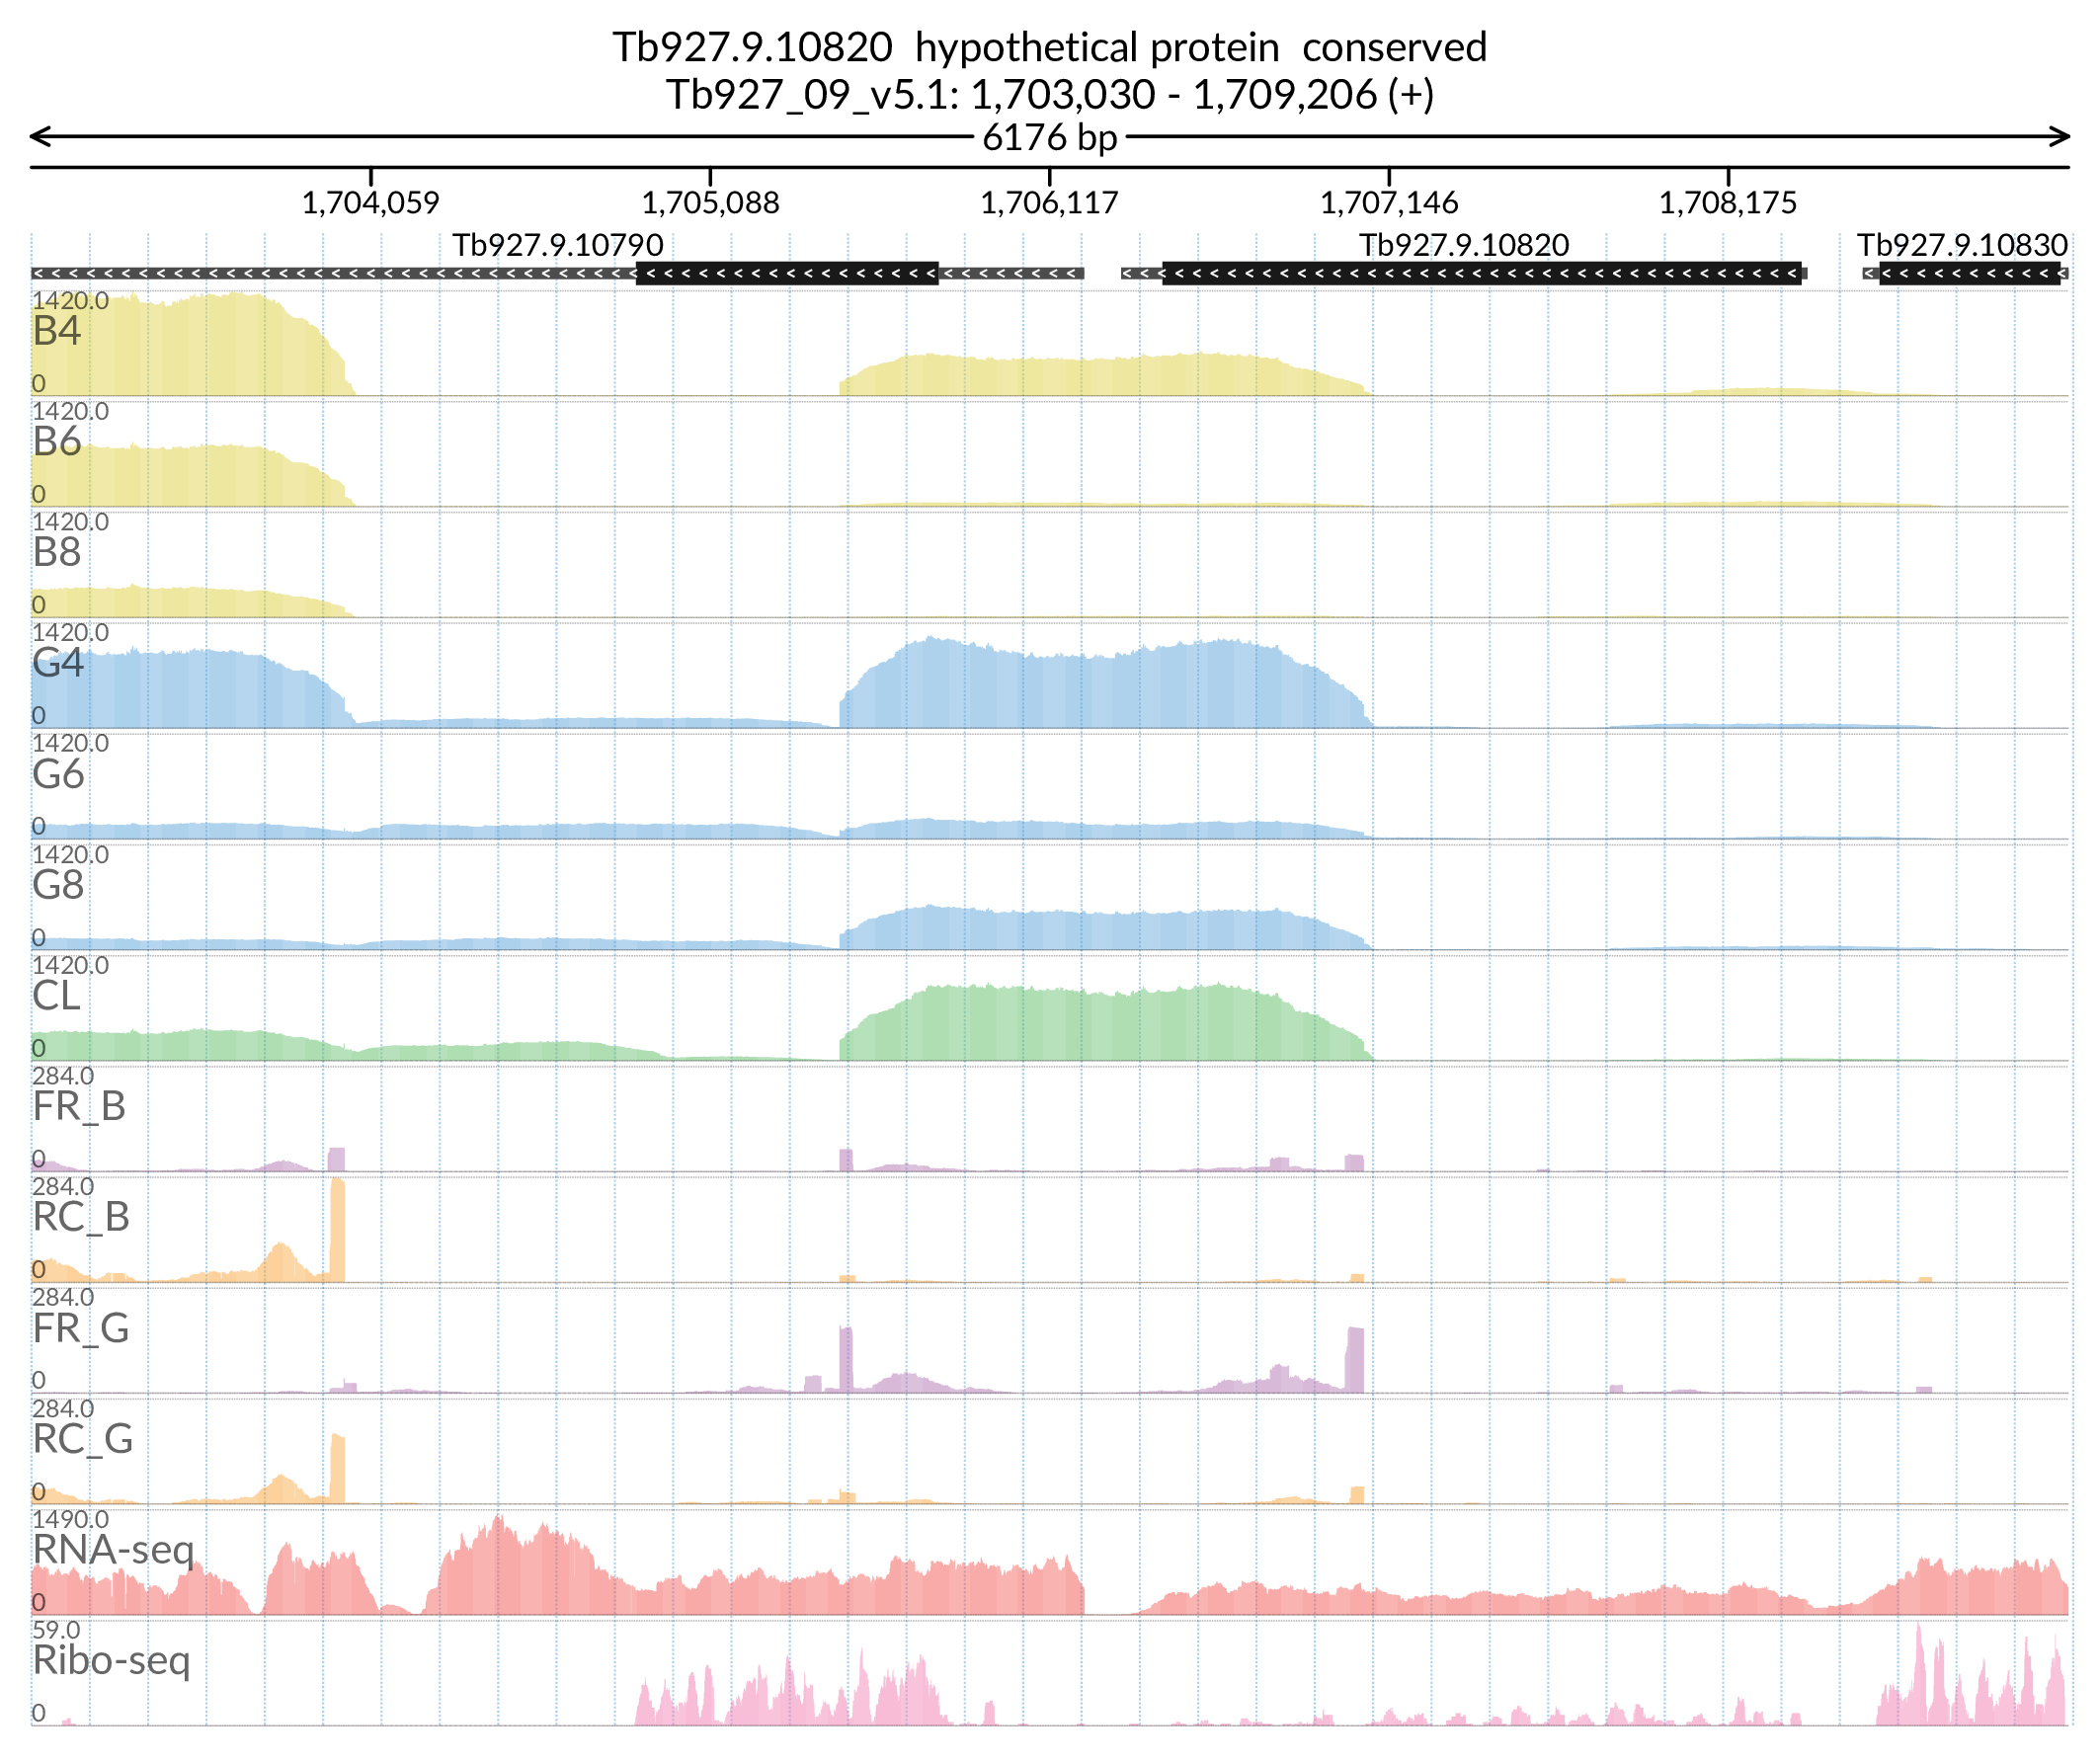 Tb927.9.10820 hypothetical protein conserved
Tb927_09_v5.1: 1,703,030 - 1,709,206 (+)
6176 bp
1,704,059 1,705,088 1,706,117 1,707,146 1,708,175
Tb927.9.10790 Tb927.9.10820 Tb927.9.10830
1420.0
B4
0
1420.0
B6
0
1420.0
B8
0
1420.0
G4
0
1420.0
G6
0
1420.0
G8
0
1420.0
CL
0
284.0
FR_B
0
284.0
RC_B
0
284.0
FR_G
0
284.0
RC_G
0
1490.0
RNA-seq
0
59.0
Ribo-seq
0